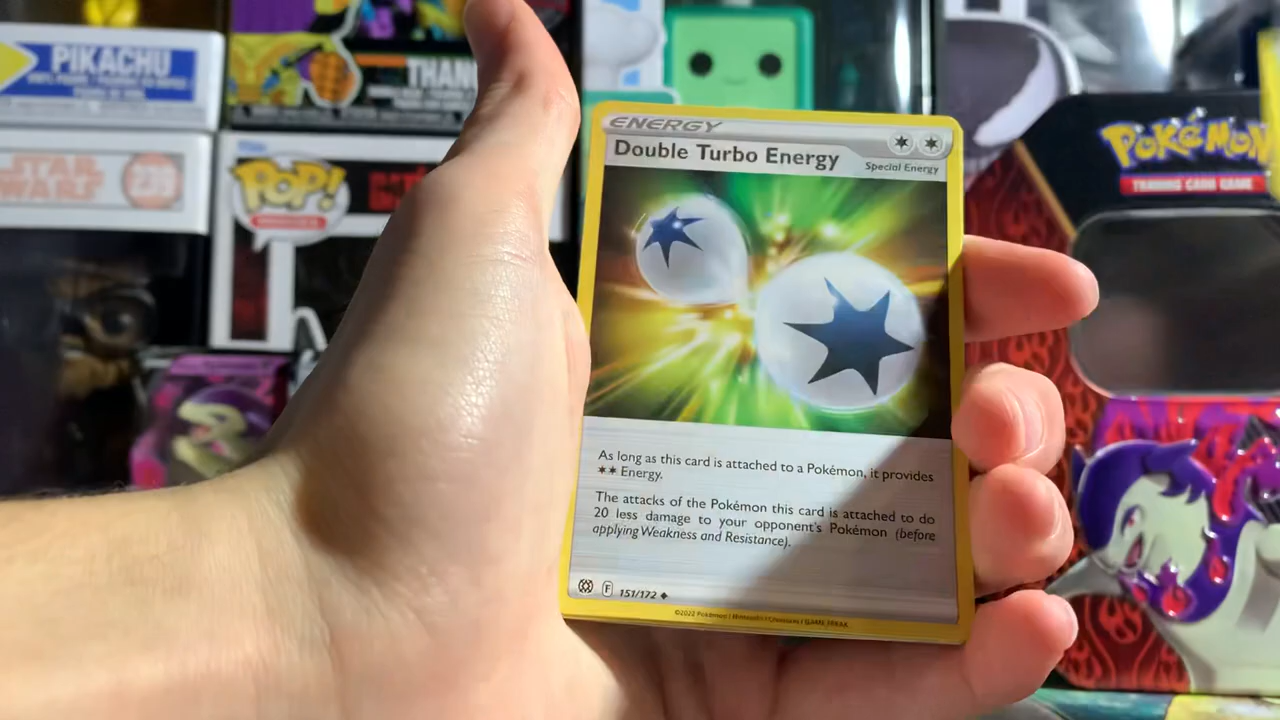 PIKACHU
THAN
STAR
WARS
239
POP!
POKéMON
TRADING CARD GAME
ENERGY
Double Turbo Energy
Special Energy
As long as this card is attached to a Pokémon, it provides
✶✶ Energy.
The attacks of the Pokémon this card is attached to do
20 less damage to your opponent's Pokémon (before
applying Weakness and Resistance).
F 151/172 ◆
©2022 Pokémon / Nintendo / Creatures / GAME FREAK